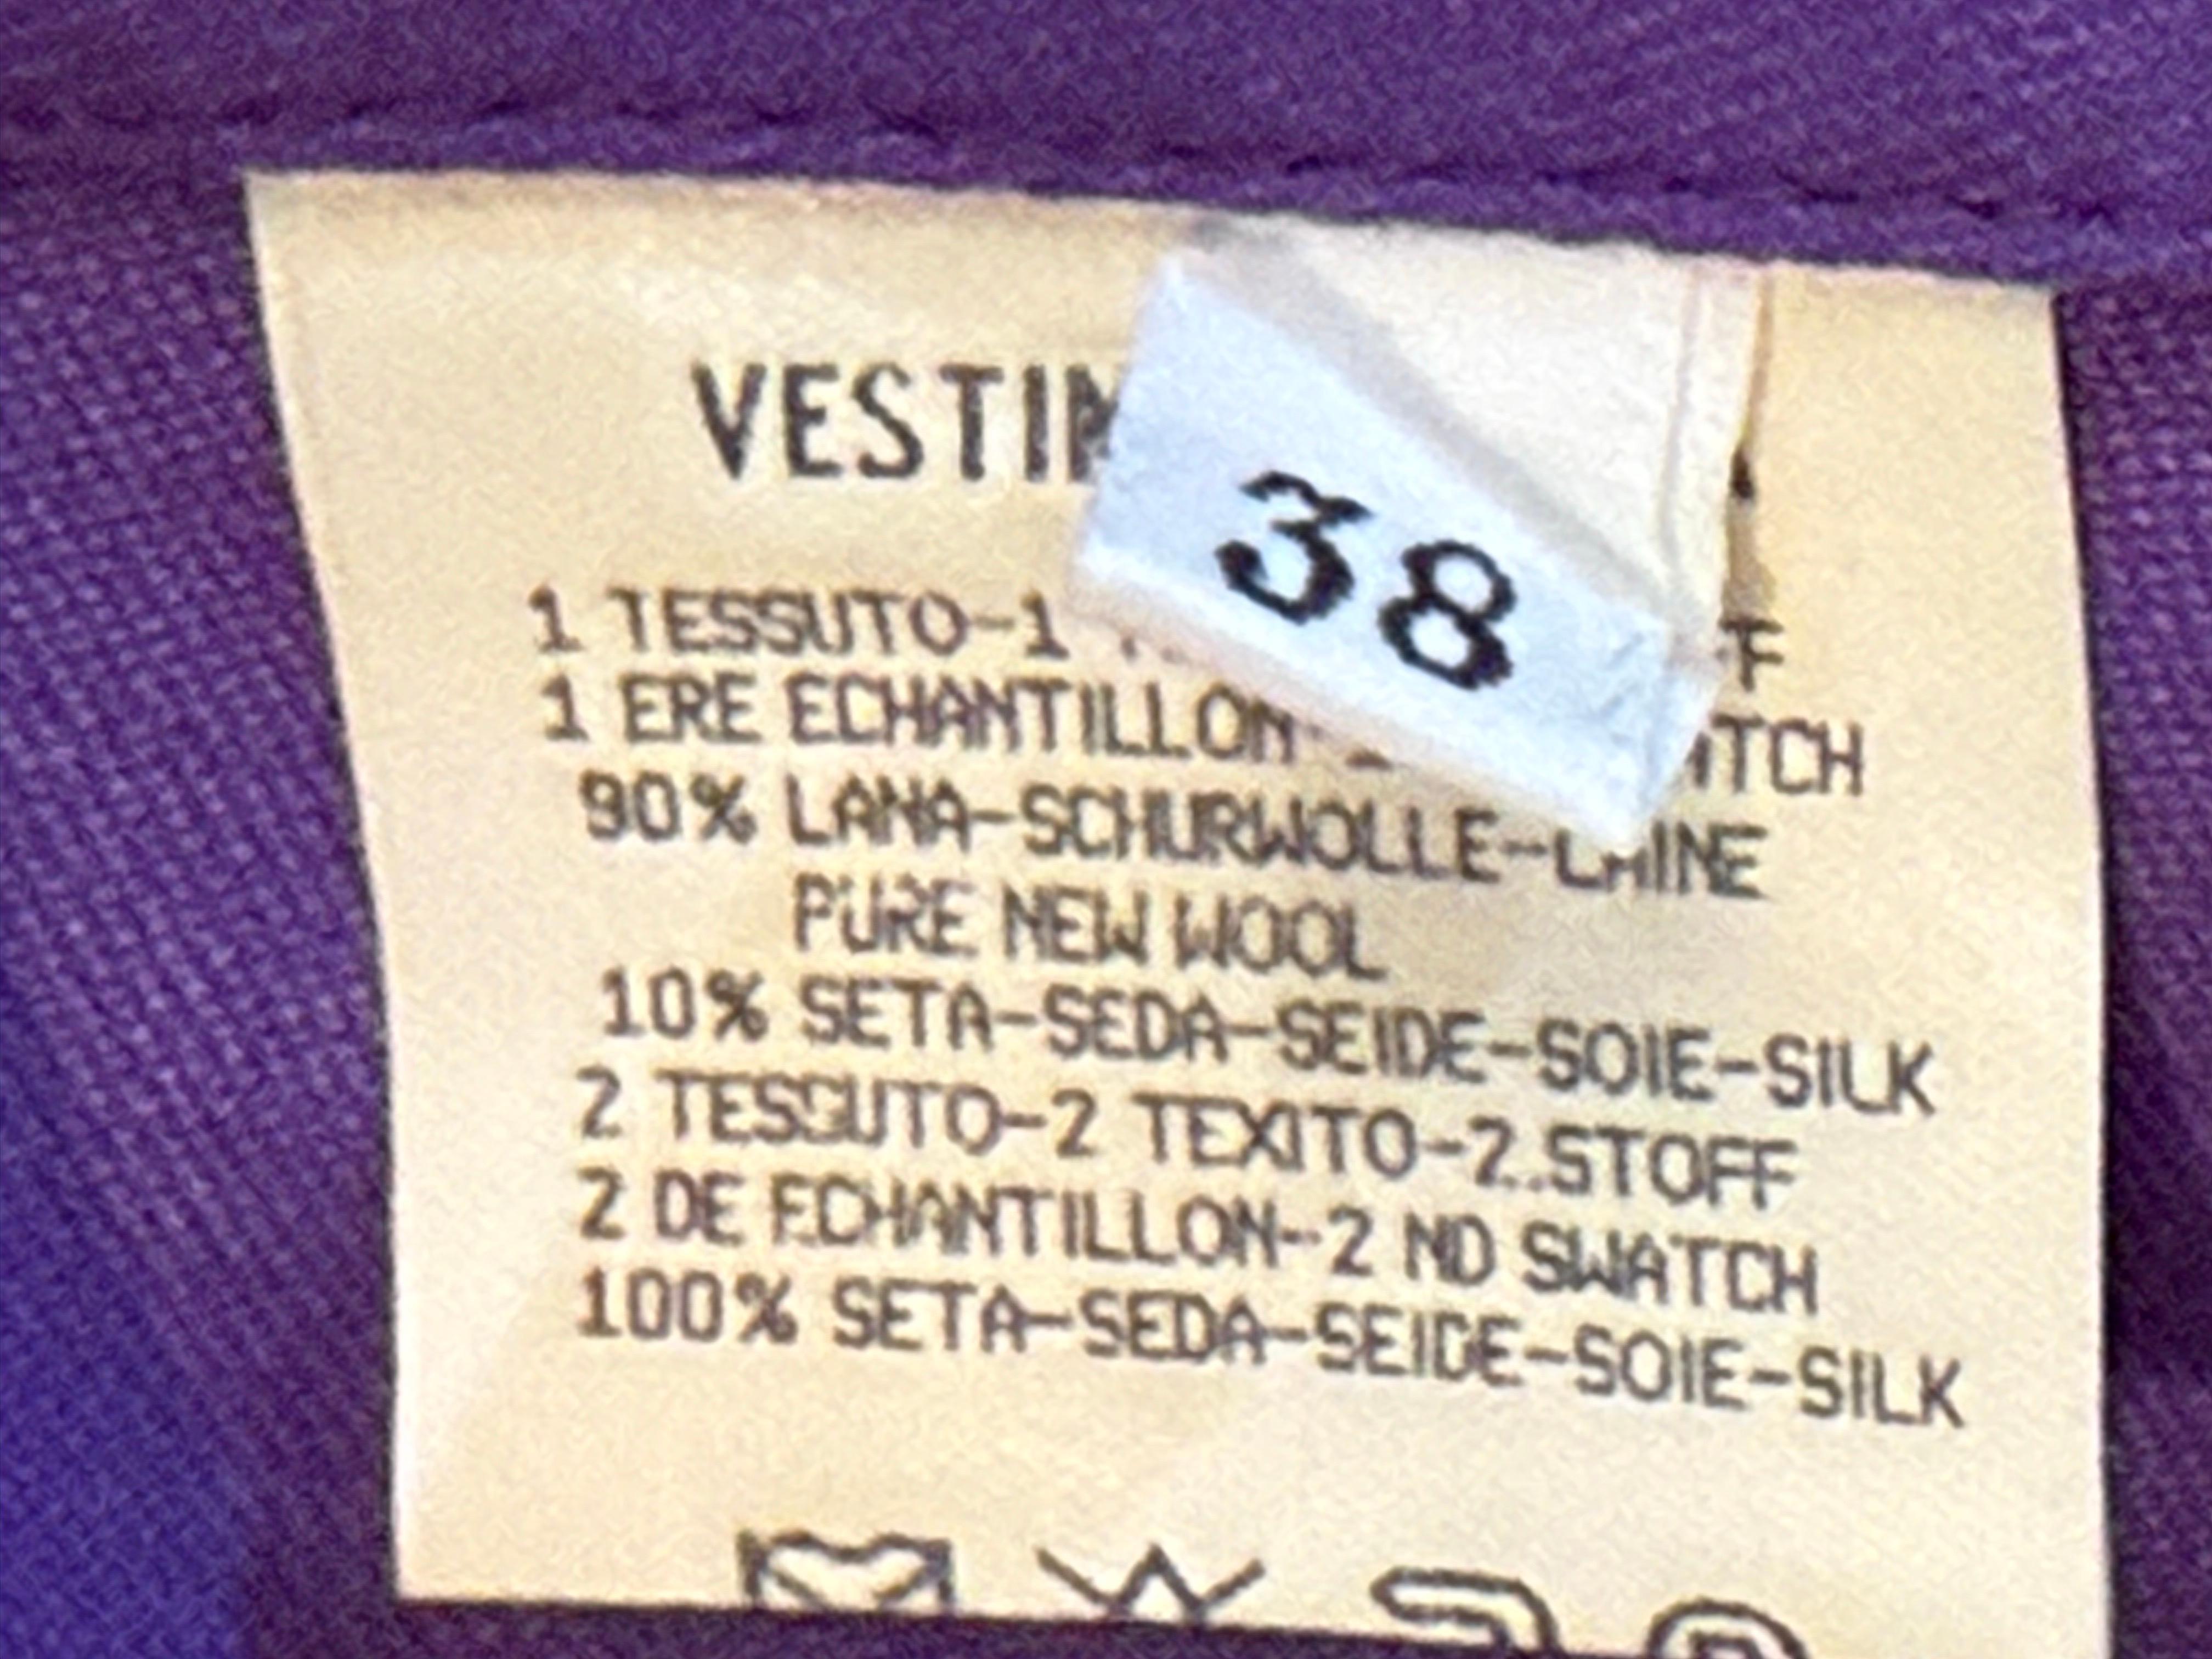 38
1 TESSUTO-1
1 ERE ECHANTILLON
90% LANA-SCHURWOLLE-LAINE
PURE NEW WOOL
10% SETA-SEDA-SEIDE-SOIE-SILK
2 TESSUTO-2 TEXITO-2.STOFF
2 DE ECHANTILLON-2 ND SWATCH
100% SETA-SEDA-SEIDE-SOIE-SILK